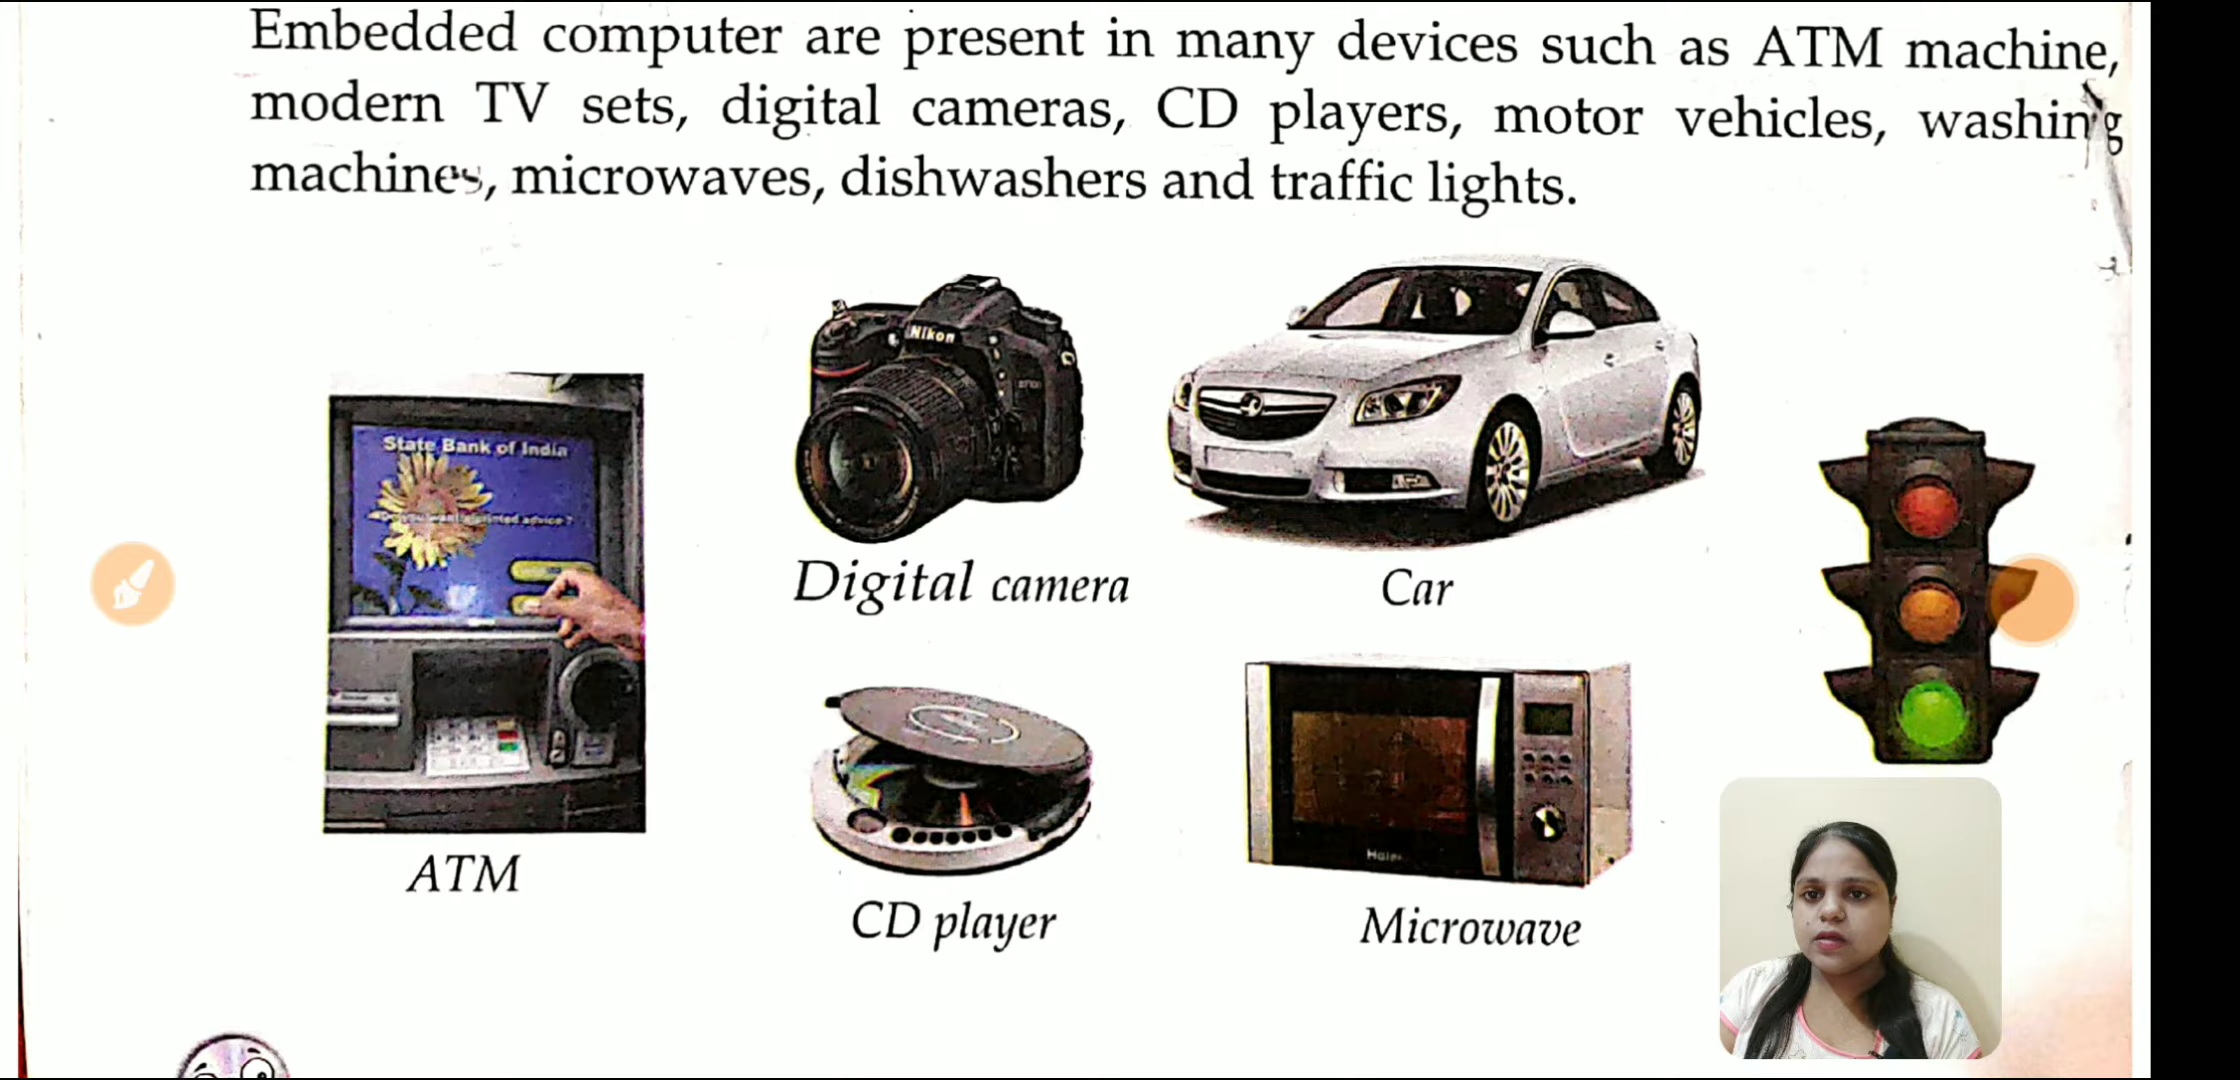 Embedded computer are present in many devices such as ATM machine,
modern TV sets, digital cameras, CD players, motor vehicles, washing
machines, microwaves, dishwashers and traffic lights.
Nikon
State Bank of India
Digital camera
Car
ATM
CD player
Haier
Microwave